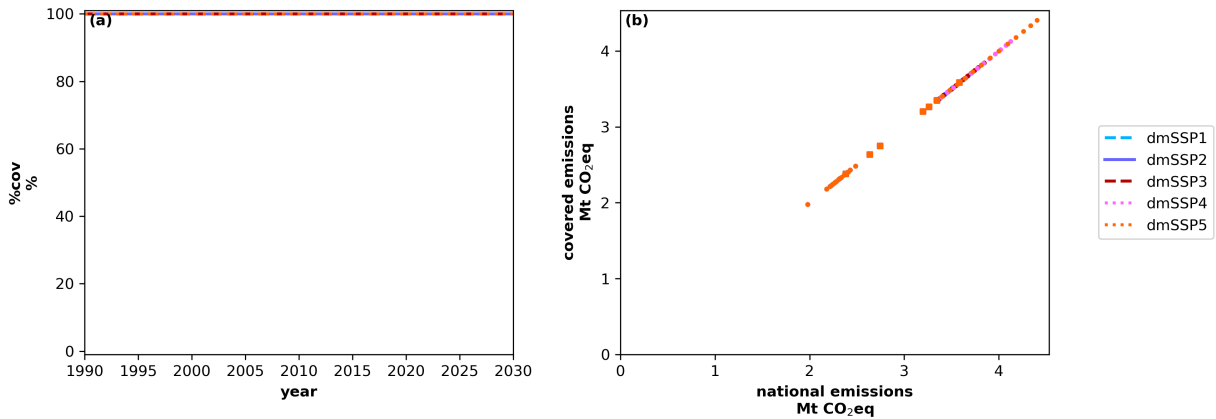 (a)
100
80
60
40
20
0
%cov
%
1990 1995 2000 2005 2010 2015 2020 2025 2030
year
(b)
4
3
2
1
0
covered emissions
Mt CO₂eq
0 1 2 3 4
national emissions
Mt CO₂eq
dmSSP1
dmSSP2
dmSSP3
dmSSP4
dmSSP5